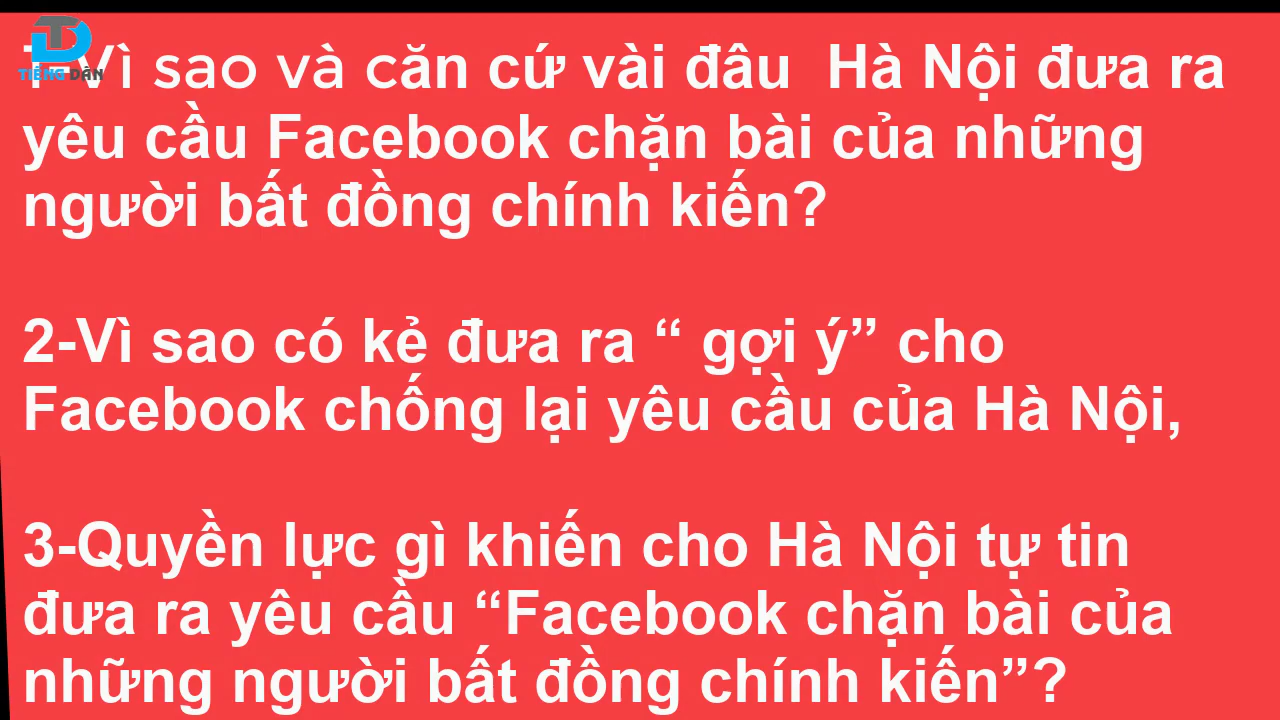 TIẾNG DÂN
1-Vì sao và căn cứ vài đâu Hà Nội đưa ra
yêu cầu Facebook chặn bài của những
người bất đồng chính kiến?
2-Vì sao có kẻ đưa ra “ gợi ý” cho
Facebook chống lại yêu cầu của Hà Nội,
3-Quyền lực gì khiến cho Hà Nội tự tin
đưa ra yêu cầu “Facebook chặn bài của
những người bất đồng chính kiến”?